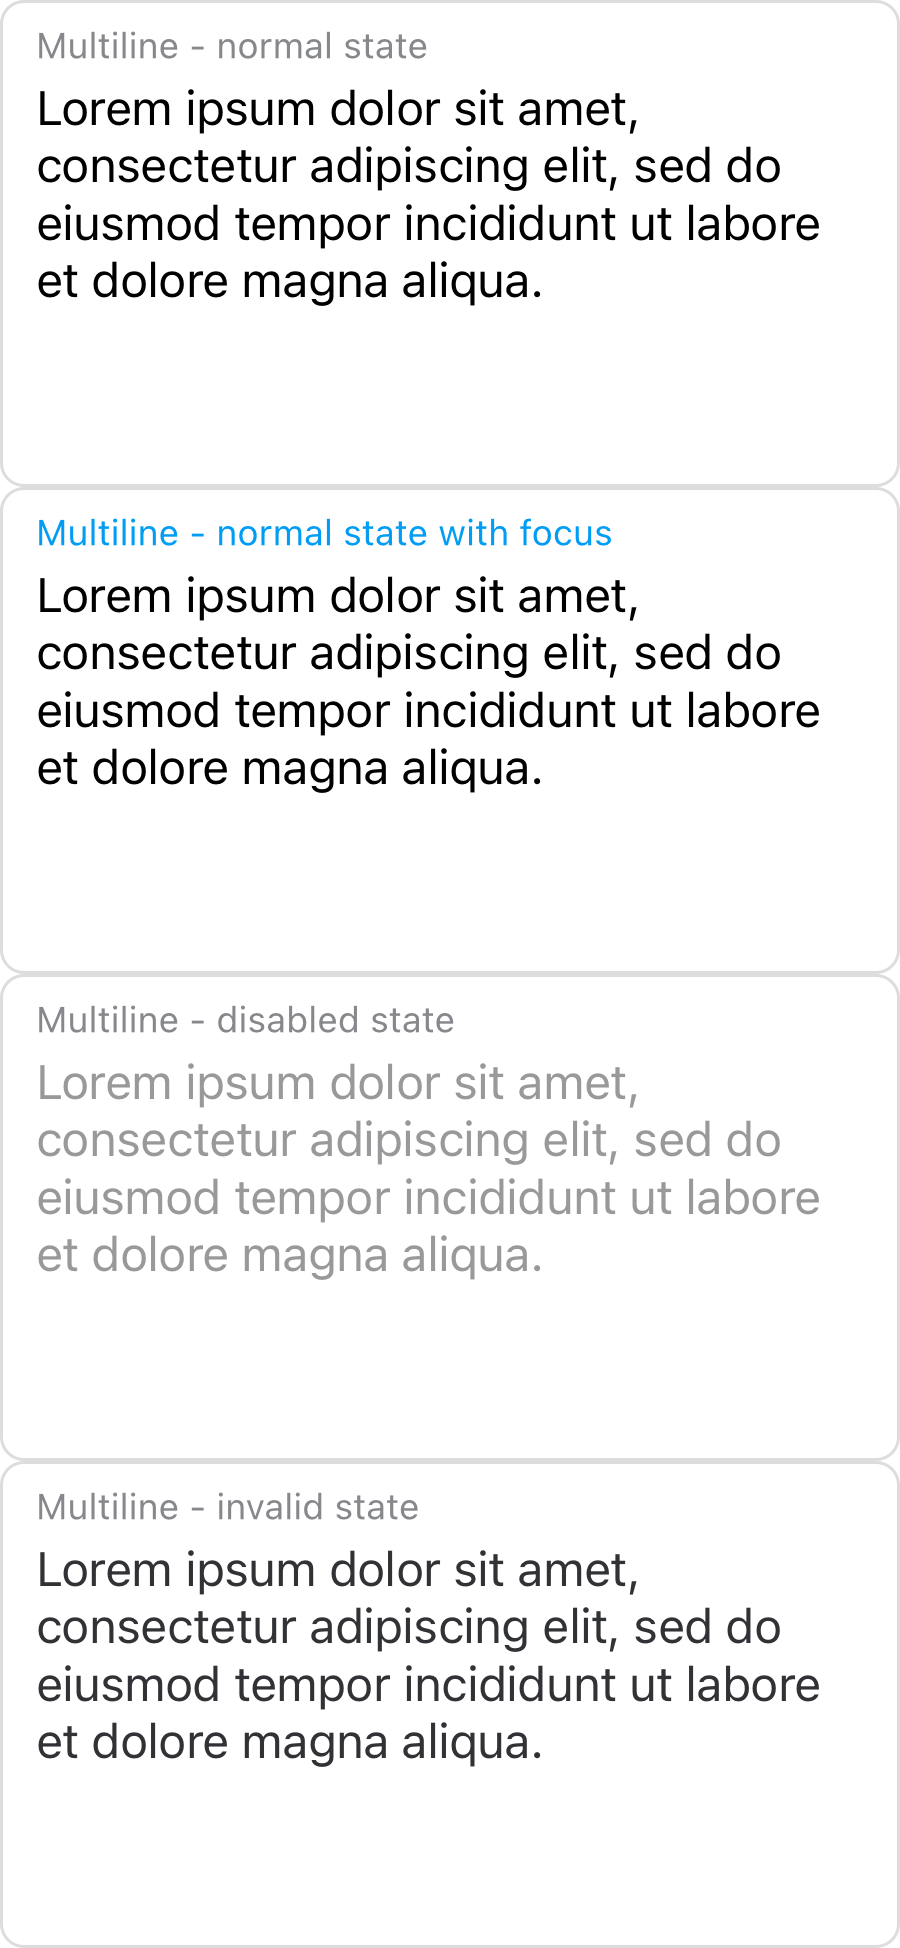 Multiline - normal state
Lorem ipsum dolor sit amet,
consectetur adipiscing elit, sed do
eiusmod tempor incididunt ut labore
et dolore magna aliqua.
Multiline - normal state with focus
Lorem ipsum dolor sit amet,
consectetur adipiscing elit, sed do
eiusmod tempor incididunt ut labore
et dolore magna aliqua.
Multiline - disabled state
Lorem ipsum dolor sit amet,
consectetur adipiscing elit, sed do
eiusmod tempor incididunt ut labore
et dolore magna aliqua.
Multiline - invalid state
Lorem ipsum dolor sit amet,
consectetur adipiscing elit, sed do
eiusmod tempor incididunt ut labore
et dolore magna aliqua.